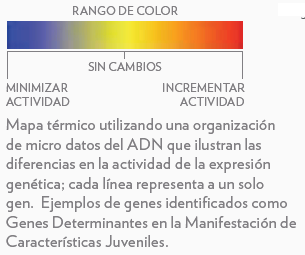 RANGO DE COLOR
SIN CAMBIOS
MINIMIZAR INCREMENTAR
ACTIVIDAD ACTIVIDAD
Mapa térmico utilizando una organización
de micro datos del ADN que ilustran las
diferencias en la actividad de la expresión
genética; cada línea representa a un solo
gen. Ejemplos de genes identificados como
Genes Determinantes en la Manifestación de
Características Juveniles.